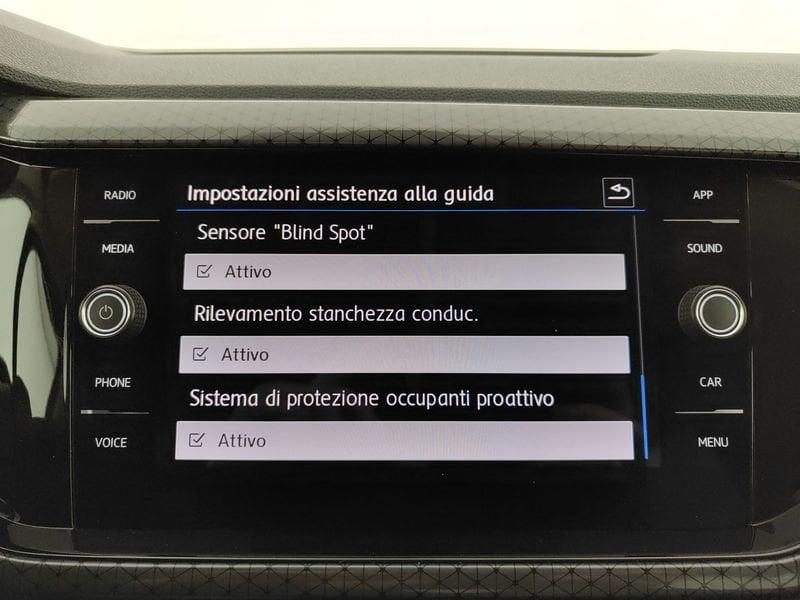 RADIO
MEDIA
PHONE
VOICE
Impostazioni assistenza alla guida
Sensore "Blind Spot"
Attivo
Rilevamento stanchezza conduc.
Attivo
Sistema di protezione occupanti proattivo
Attivo
APP
SOUND
CAR
MENU